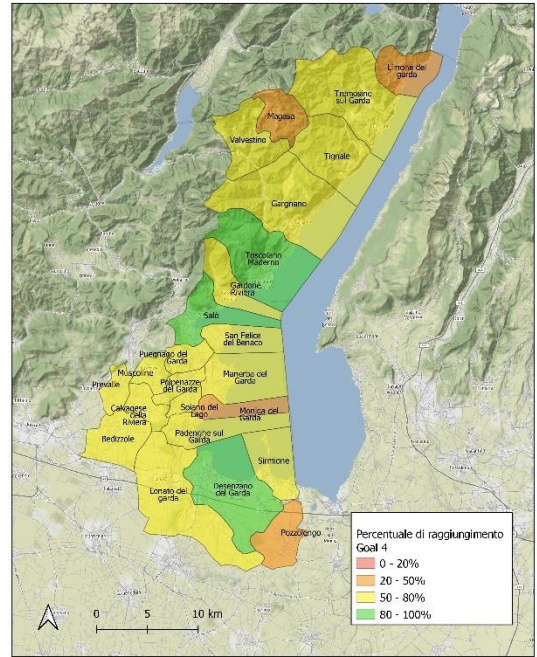 Limone del
garda
Tremosine
sul Garda
Magasa
Valvestino
Tignale
Gargnano
Toscolano
Maderno
Gardone
Riviera
Salò
San Felice
del Benaco
Puegnago del
Garda
Muscoline
Prevalle
Polpenazze
del Garda
Manerba del
Garda
Calvagese
della
Riviera
Soiano del
Lago
Moniga del
Garda
Bedizzole
Padenghe sul
Garda
Sirmione
Desenzano
del Garda
Lonato del
garda
Pozzolengo
Percentuale di raggiungimento
Goal 4
0 - 20%
20 - 50%
50 - 80%
80 - 100%
0 5 10 km